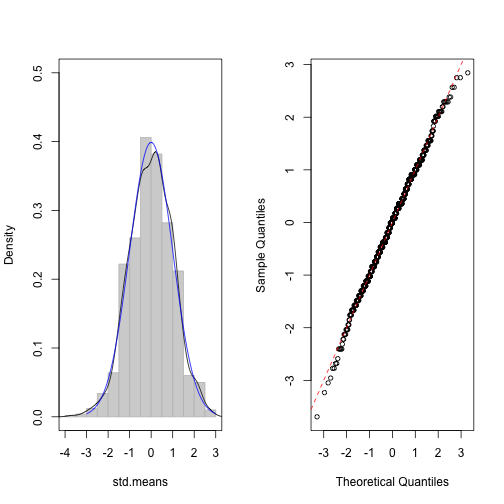 Density
0.0 0.1 0.2 0.3 0.4 0.5
-4 -3 -2 -1 0 1 2 3
std.means
Sample Quantiles
-3 -2 -1 0 1 2 3
-3 -2 -1 0 1 2 3
Theoretical Quantiles